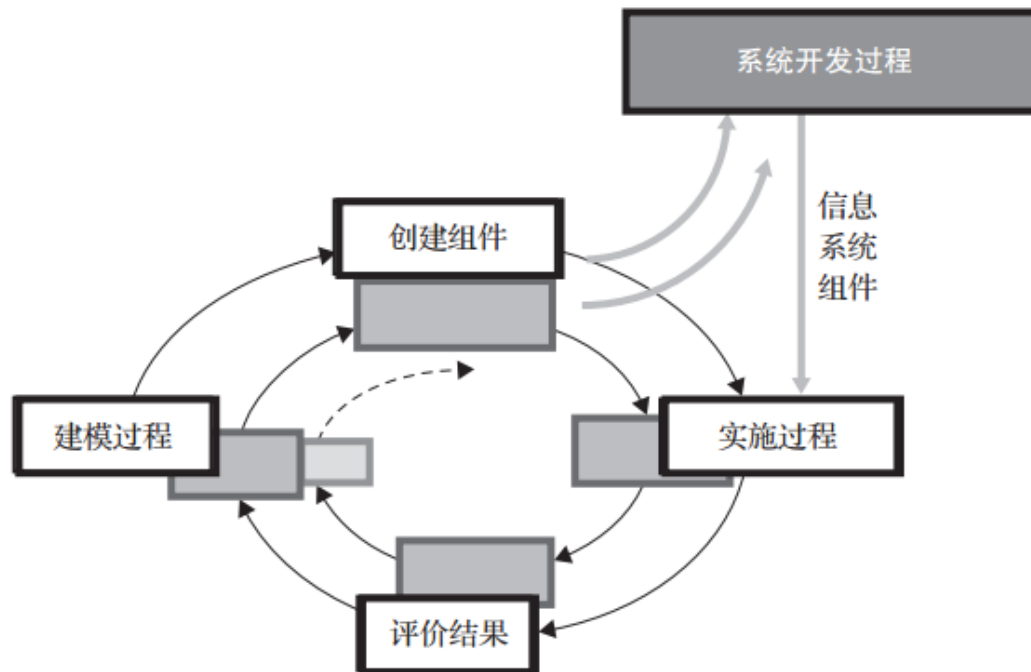 系统开发过程
信息
系统
组件
创建组件
建模过程
实施过程
评价结果